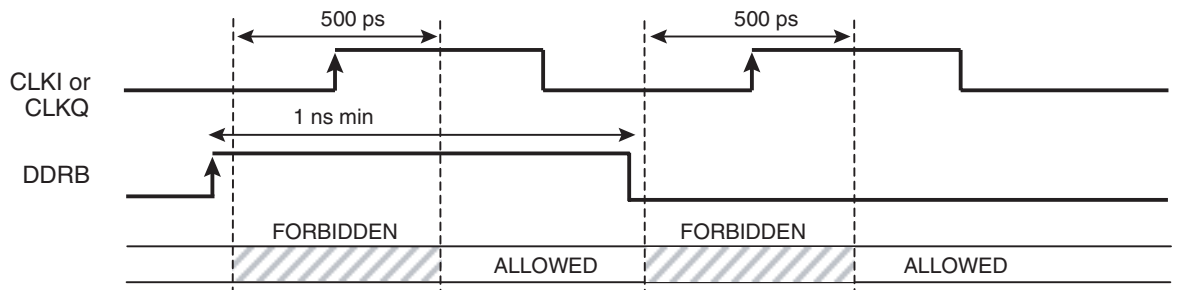 500 ps
500 ps
CLKI or
CLKQ
1 ns min
DDRB
FORBIDDEN
FORBIDDEN
ALLOWED
ALLOWED